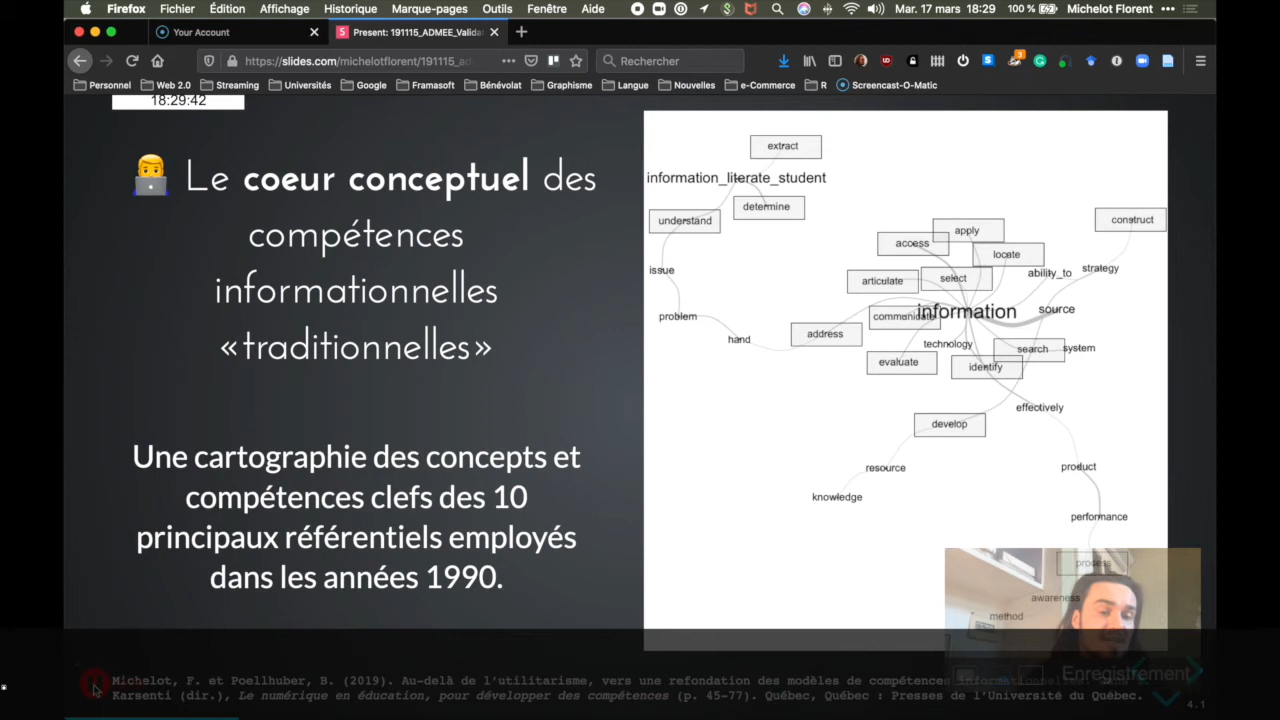 Firefox Fichier Édition Affichage Historique Marque-pages Outils Fenêtre Aide Mar. 17 mars 18:29 100 % Michelot Florent
Your Account
Present: 191115_ADMEE_Valida
https://slides.com/michelotflorent/191115_ad
Rechercher
3
Personnel Web 2.0 Streaming Universités Google Framasoft Bénévolat Graphisme Langue Nouvelles e-Commerce R Screencast-O-Matic
18:29:42
Le coeur conceptuel des
compétences
informationnelles
«traditionnelles»
Une cartographie des concepts et
compétences clefs des 10
principaux référentiels employés
dans les années 1990.
extract
information_literate_student
determine
understand
construct
apply
access
locate
issue
ability_to
strategy
articulate
select
problem
communicate
information
source
address
hand
technology
search
system
evaluate
identify
effectively
develop
resource
product
knowledge
performance
process
awareness
method
Enregistrement
Michelot, F. et Poellhuber, B. (2019). Au-delà de l’utilitarisme, vers une refondation des modèles de compétences
Karsenti (dir.), Le numérique en éducation, pour développer des compétences (p. 45-77). Québec, Québec : Presses de l’Université du Québec.
4.1